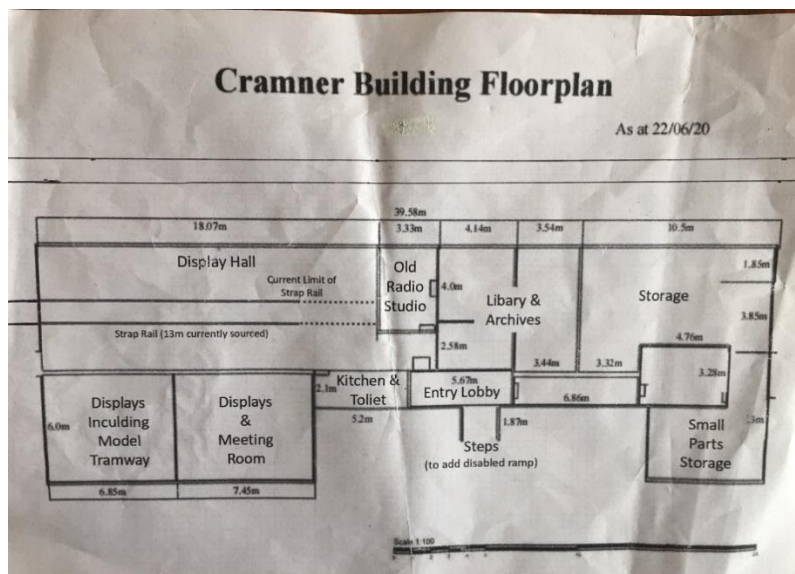 Cramner Building Floorplan
As at 22/06/20
39.58m
18.07m
3.33m
4.14m
3.54m
10.5m
Display Hall
Current Limit of
Strap Rail
Strap Rail (13m currently sourced)
Old
Radio
Studio
4.0m
2.58m
Libary &
Archives
Storage
1.85m
3.85m
4.76m
3.28m
3.44m
3.32m
Kitchen &
Toliet
2.1m
5.2m
5.67m
Entry Lobby
6.86m
1.87m
Steps
(to add disabled ramp)
Displays
Inculding
Model
Tramway
6.0m
Displays
&
Meeting
Room
6.85m
7.45m
Small
Parts
Storage
Scale 1:100